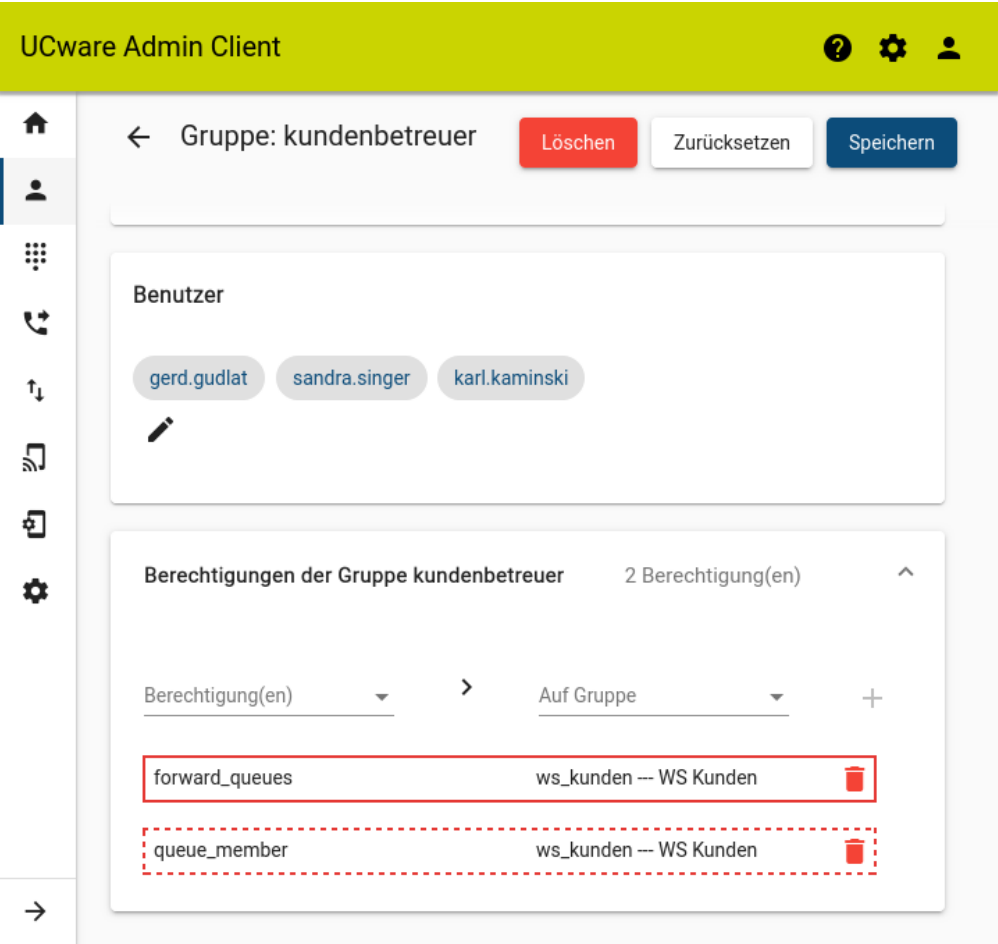 UCware Admin Client
Gruppe: kundenbetreuer
Löschen
Zurücksetzen
Speichern
Benutzer
gerd.gudlat
sandra.singer
karl.kaminski
Berechtigungen der Gruppe kundenbetreuer
2 Berechtigung(en)
Berechtigung(en)
Auf Gruppe
forward_queues
ws_kunden --- WS Kunden
queue_member
ws_kunden --- WS Kunden